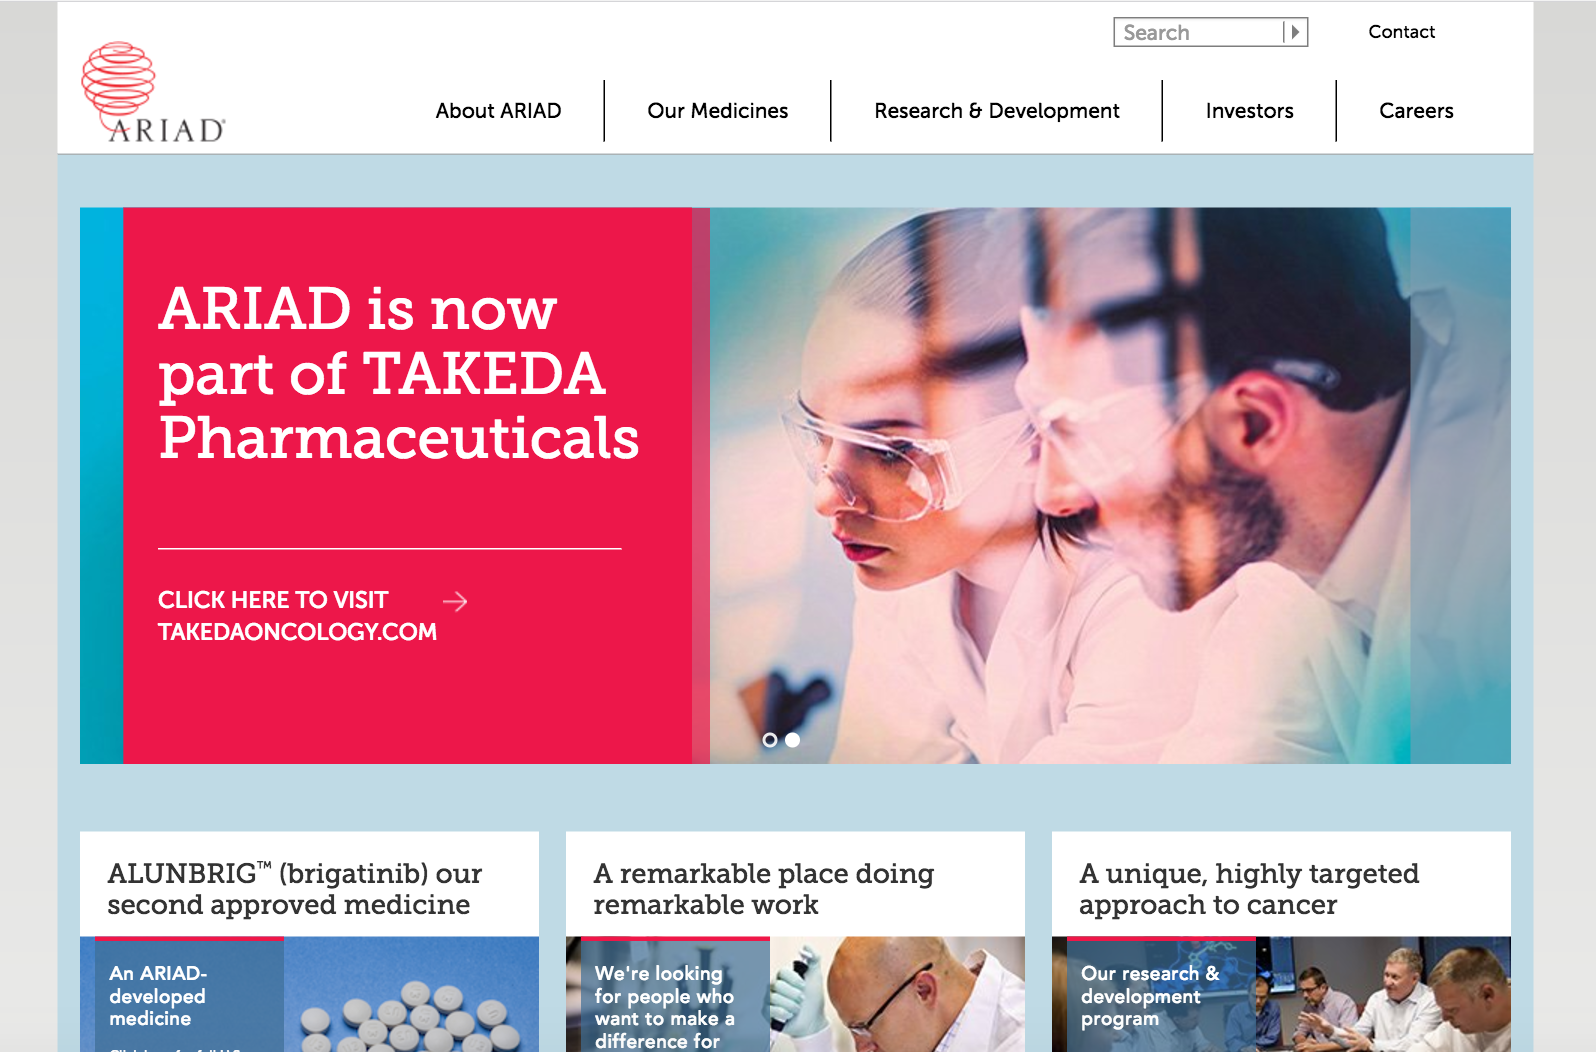 Search
Contact
ARIAD®
About ARIAD
Our Medicines
Research & Development
Investors
Careers
ARIAD is now
part of TAKEDA
Pharmaceuticals
CLICK HERE TO VISIT
TAKEDAONCOLOGY.COM
ALUNBRIG™ (brigatinib) our
second approved medicine
An ARIAD-
developed
medicine
A remarkable place doing
remarkable work
We're looking
for people who
want to make a
difference for
A unique, highly targeted
approach to cancer
Our research &
development
program